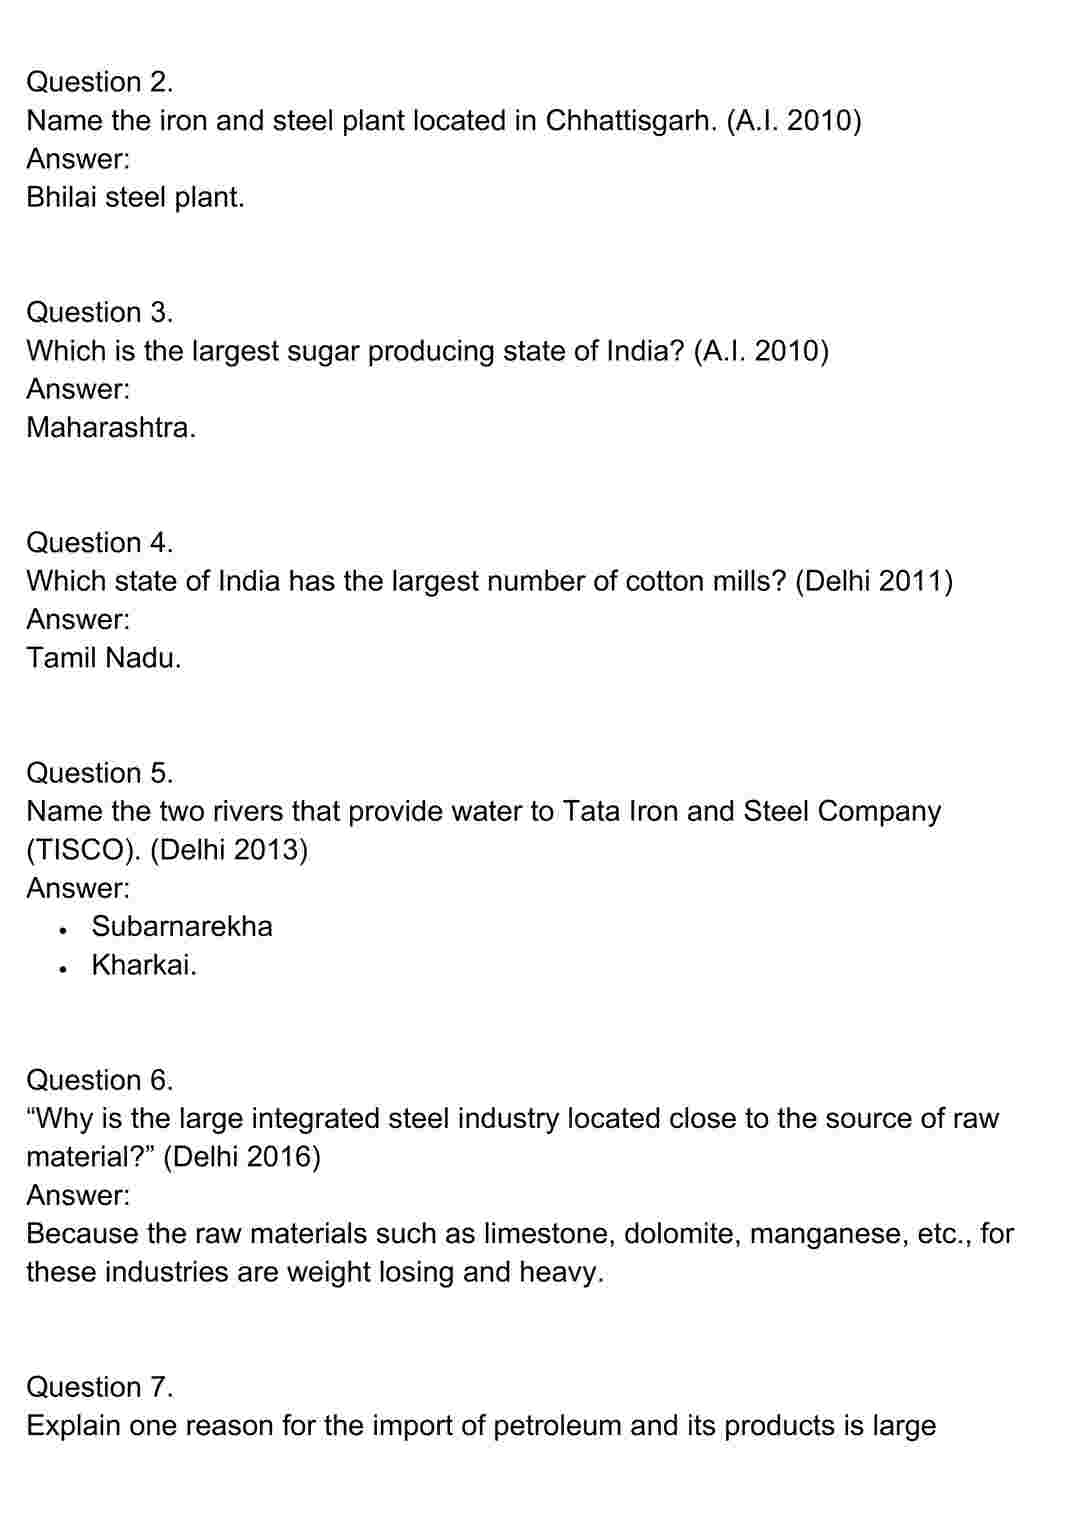 Question 2.
Name the iron and steel plant located in Chhattisgarh. (A.I. 2010)
Answer:
Bhilai steel plant.
Question 3.
Which is the largest sugar producing state of India? (A.I. 2010)
Answer:
Maharashtra.
Question 4.
Which state of India has the largest number of cotton mills? (Delhi 2011)
Answer:
Tamil Nadu.
Question 5.
Name the two rivers that provide water to Tata Iron and Steel Company
(TISCO). (Delhi 2013)
Answer:
• Subarnarekha
• Kharkai.
Question 6.
“Why is the large integrated steel industry located close to the source of raw
material?” (Delhi 2016)
Answer:
Because the raw materials such as limestone, dolomite, manganese, etc., for
these industries are weight losing and heavy.
Question 7.
Explain one reason for the import of petroleum and its products is large